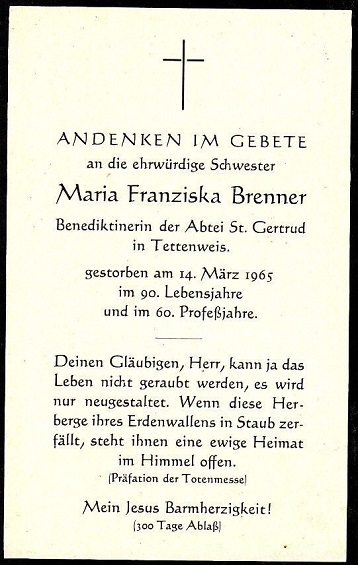 ANDENKEN IM GEBETE
an die ehrwürdige Schwester
Maria Franziska Brenner
Benediktinerin der Abtei St. Gertrud
in Tettenweis.
gestorben am 14. März 1965
im 90. Lebensjahre
und im 60. Profeßjahre.
Deinen Gläubigen, Herr, kann ja das
Leben nicht geraubt werden, es wird
nur neugestaltet. Wenn diese Her-
berge ihres Erdenwallens in Staub zer-
fällt, steht ihnen eine ewige Heimat
im Himmel offen.
(Präfation der Totenmesse)
Mein Jesus Barmherzigkeit!
(300 Tage Ablaß)